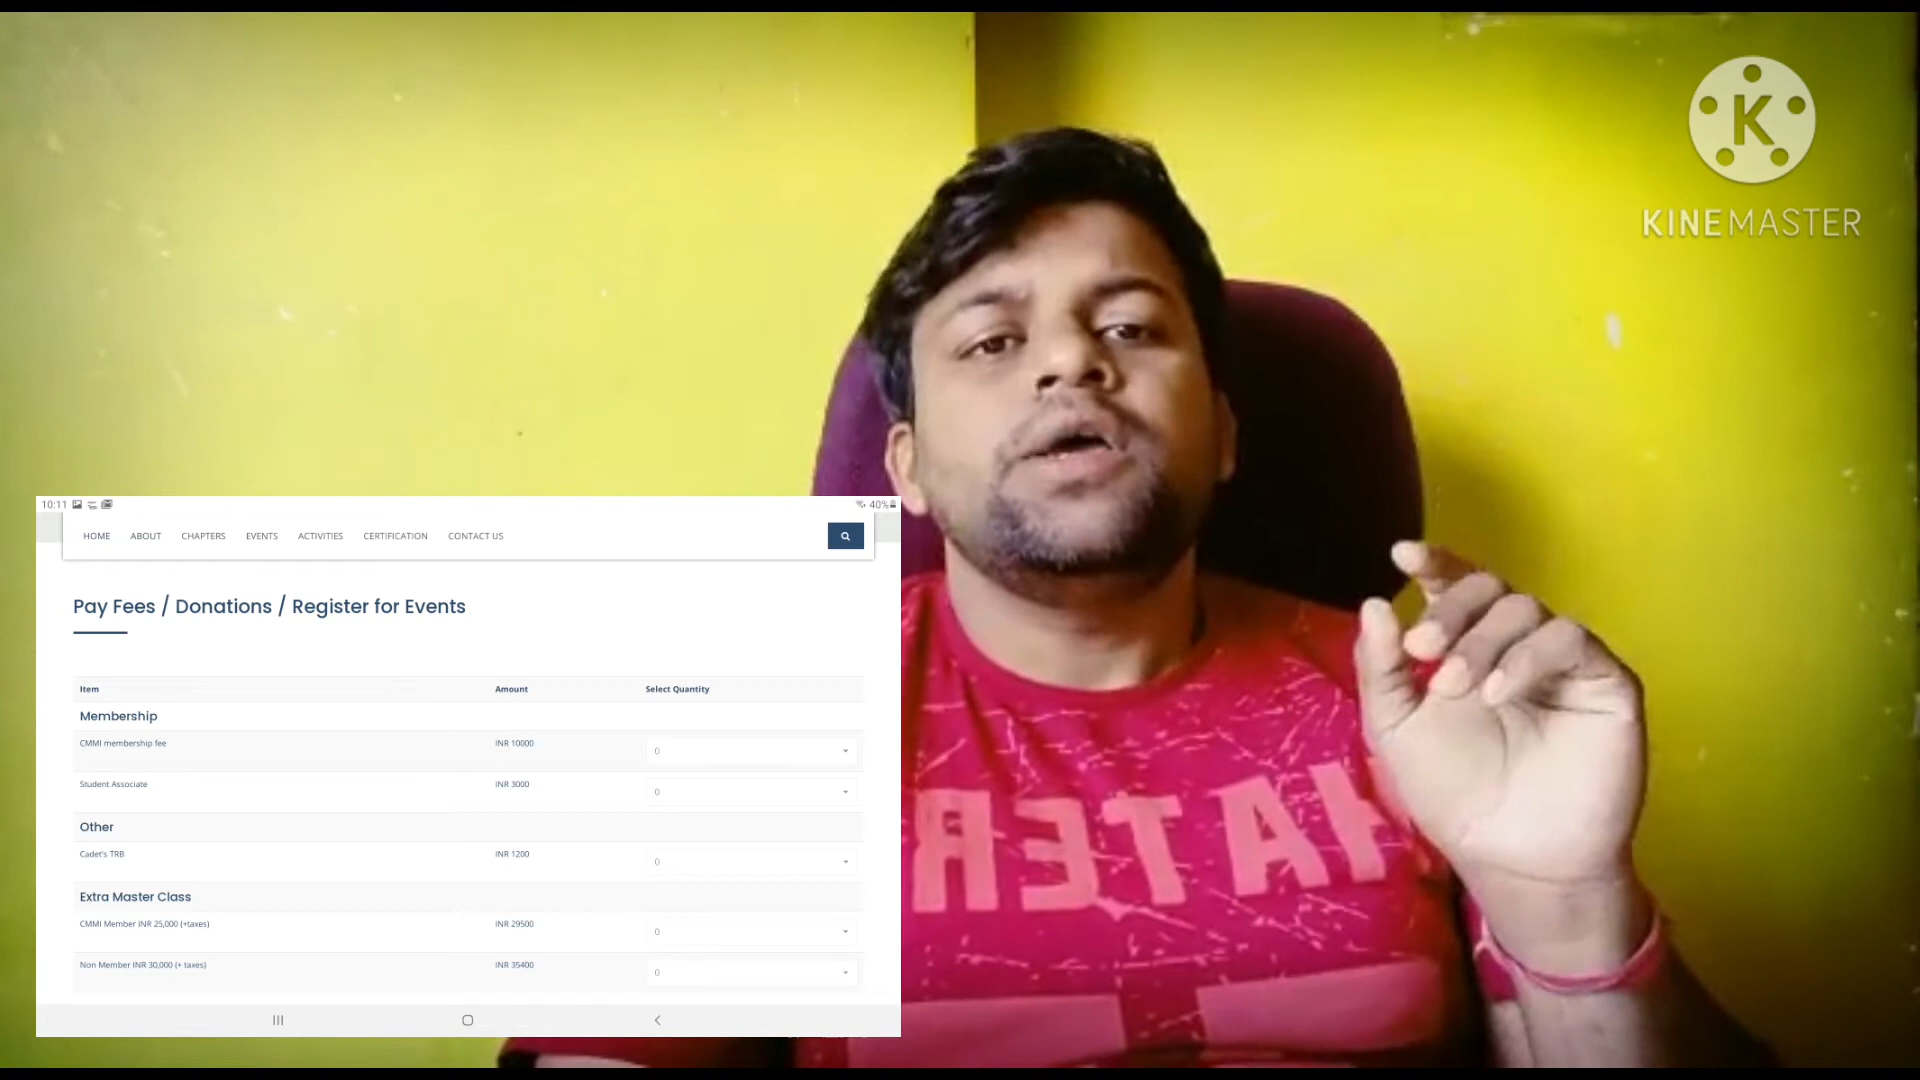 K
KINEMASTER
10:11 40%
HOME ABOUT CHAPTERS EVENTS ACTIVITIES CERTIFICATION CONTACT US
Pay Fees / Donations / Register for Events
Item Amount Select Quantity
Membership
CMMI membership fee INR 10000 0
Student Associate INR 3000 0
Other
Cadet's TRB INR 1200 0
Extra Master Class
CMMI Member INR 25,000 (+taxes) INR 29500 0
Non Member INR 30,000 (+ taxes) INR 35400 0
HATER